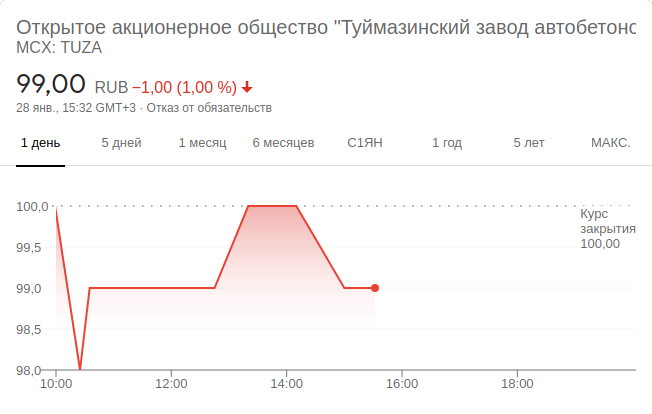 Открытое акционерное общество "Туймазинский завод автобетоно
MCX: TUZA
99,00 RUB −1,00 (1,00 %)
28 янв., 15:32 GMT+3 · Отказ от обязательств
1 день 5 дней 1 месяц 6 месяцев С1ЯН 1 год 5 лет МАКС.
100,0
Курс
закрытия
100,00
99,5
99,0
98,5
98,0
10:00 12:00 14:00 16:00 18:00